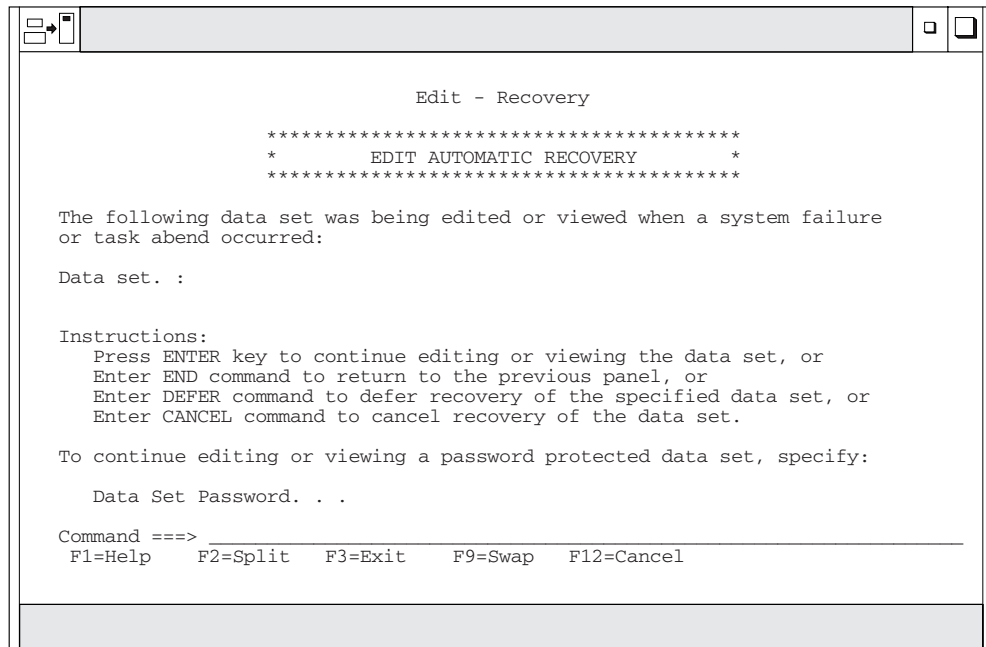 Edit - Recovery
*****************************************
* EDIT AUTOMATIC RECOVERY *
*****************************************
The following data set was being edited or viewed when a system failure
or task abend occurred:
Data set. :
Instructions:
Press ENTER key to continue editing or viewing the data set, or
Enter END command to return to the previous panel, or
Enter DEFER command to defer recovery of the specified data set, or
Enter CANCEL command to cancel recovery of the data set.
To continue editing or viewing a password protected data set, specify:
Data Set Password. . .
Command ===> _________________________________________________________________
F1=Help F2=Split F3=Exit F9=Swap F12=Cancel